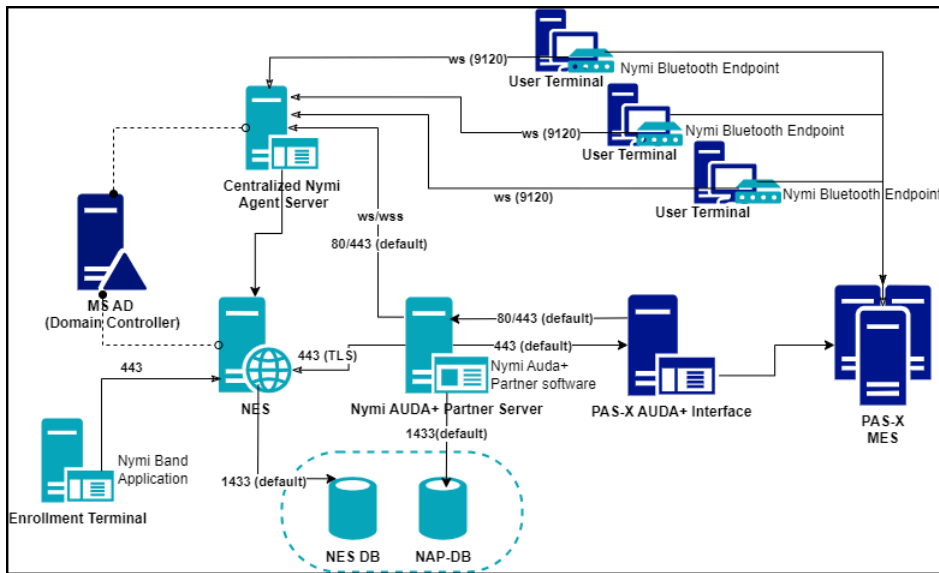 ws (9120)
Nymi Bluetooth Endpoint
User Terminal
ws (9120)
Nymi Bluetooth Endpoint
User Terminal
Centralized Nymi
Agent Server
ws (9120)
Nymi Bluetooth Endpoint
User Terminal
ws/wss
80/443 (default)
MS AD
(Domain Controller)
80/443 (default)
443 (TLS)
443 (default)
443
Nymi Auda+
Partner software
NES
Nymi AUDA+ Partner Server
PAS-X AUDA+ Interface
PAS-X
MES
1433(default)
Nymi Band
Application
1433 (default)
Enrollment Terminal
NES DB
NAP-DB